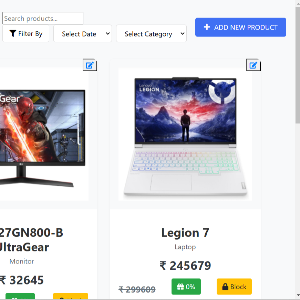 Search products...
Filter By
Select Date
Select Category
+ ADD NEW PRODUCT
Gear
LEGION
27GN800-B
UltraGear
Monitor
₹ 32645
Legion 7
Laptop
₹ 245679
₹ 299609
0%
Block